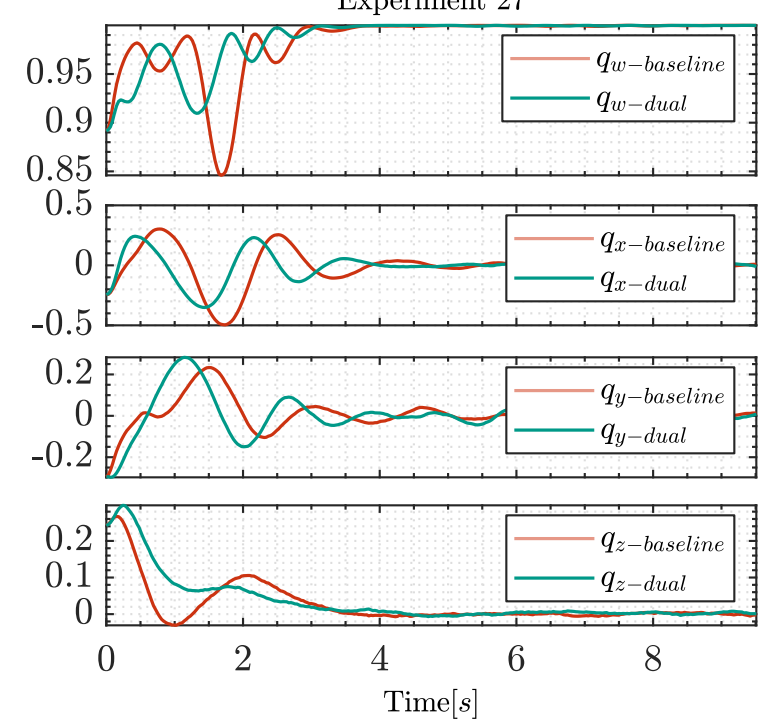 Experiment 27
0.95
0.9
0.85
q_{w-baseline}
q_{w-dual}
0.5
0
-0.5
q_{x-baseline}
q_{x-dual}
0.2
0
-0.2
q_{y-baseline}
q_{y-dual}
0.2
0.1
0
q_{z-baseline}
q_{z-dual}
0 2 4 6 8
Time[s]